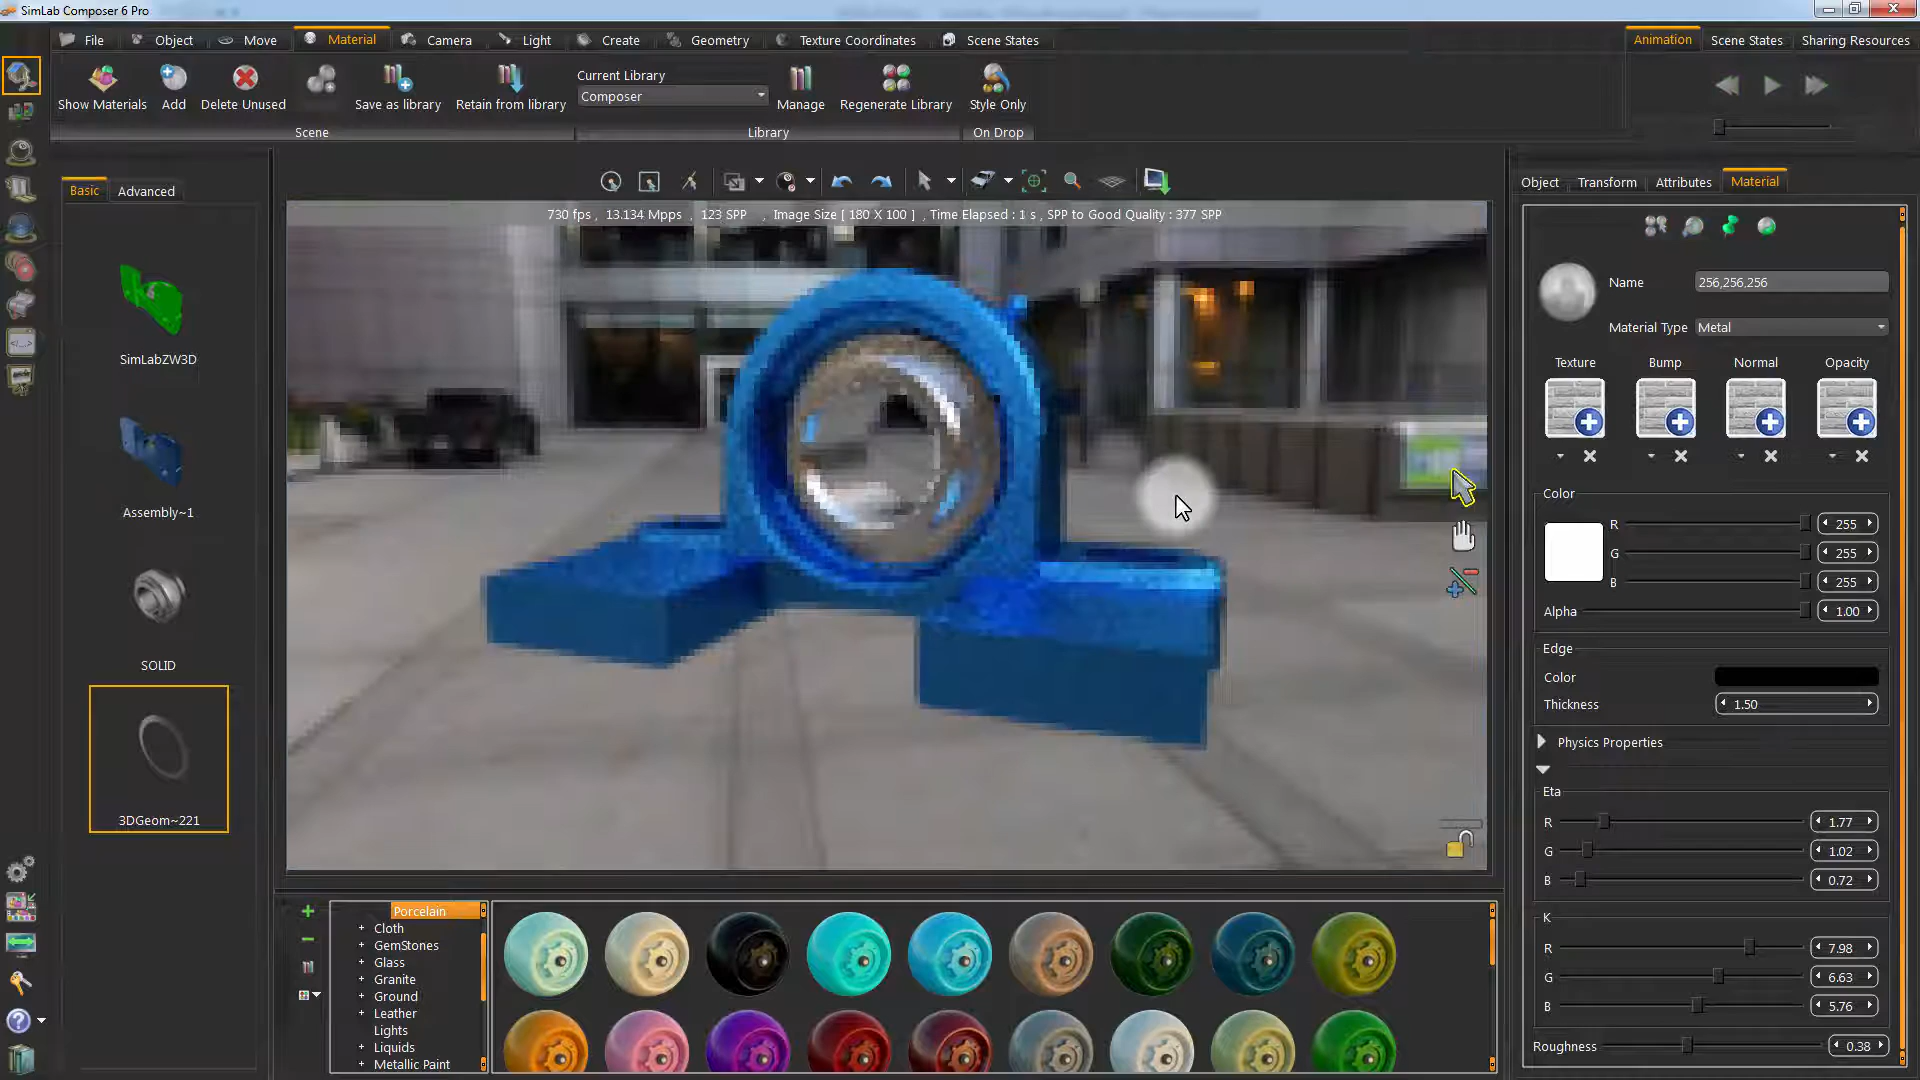 SimLab Composer 6 Pro
File Object Move Material Camera Light Create Geometry Texture Coordinates Scene States Animation Scene States Sharing Resources
Current Library
Composer
Show Materials Add Delete Unused Save as library Retain from library Manage Regenerate Library Style Only
Scene Library On Drop
Basic Advanced
Object Transform Attributes Material
730 fps , 13.134 Mpps , 123 SPP , Image Size [ 180 X 100 ] , Time Elapsed : 1 s , SPP to Good Quality : 377 SPP
SimLabZW3D
Assembly~1
SOLID
3DGeom~221
Name 256,256,256
Material Type Metal
Texture Bump Normal Opacity
Color
R 255
G 255
B 255
Alpha 1.00
Edge
Color
Thickness 1.50
Physics Properties
Eta
R 1.77
G 1.02
B 0.72
K
R 7.98
G 6.63
B 5.76
Roughness 0.38
Porcelain
+ Cloth
+ GemStones
+ Glass
+ Granite
+ Ground
+ Leather
Lights
+ Liquids
+ Metallic Paint